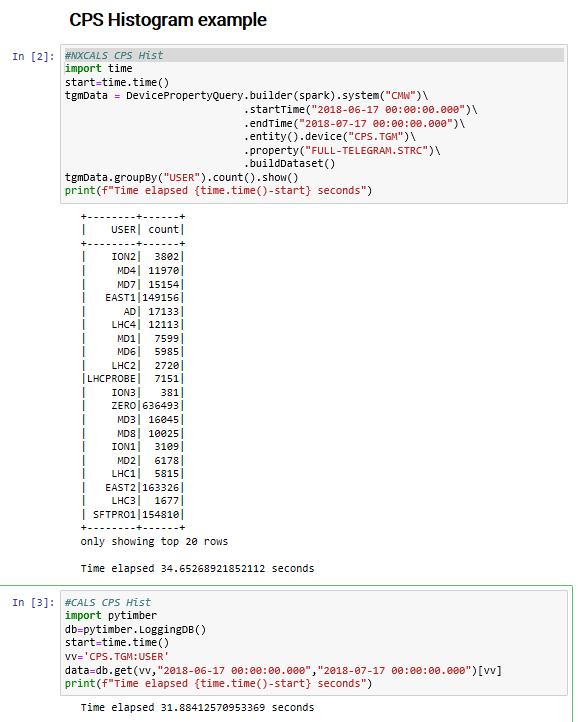 CPS Histogram example
In [2]: #NXCALS CPS Hist
import time
start=time.time()
tgmData = DevicePropertyQuery.builder(spark).system("CMW")\
.startTime("2018-06-17 00:00:00.000")\
.endTime("2018-07-17 00:00:00.000")\
.entity().device("CPS.TGM")\
.property("FULL-TELEGRAM.STRC")\
.buildDataset()
tgmData.groupBy("USER").count().show()
print(f"Time elapsed {time.time()-start} seconds")
+--------+------+
|    USER| count|
+--------+------+
|    ION2|  3802|
|     MD4| 11970|
|     MD7| 15154|
|   EAST1|149156|
|      AD| 17133|
|    LHC4| 12113|
|     MD1|  7599|
|     MD6|  5985|
|    LHC2|  2720|
|LHCPROBE|  7151|
|    ION3|   381|
|    ZERO|636493|
|     MD3| 16045|
|     MD8| 10025|
|    ION1|  3109|
|     MD2|  6178|
|    LHC1|  5815|
|   EAST2|163326|
|    LHC3|  1677|
| SFTPRO1|154810|
+--------+------+
only showing top 20 rows
Time elapsed 34.65268921852112 seconds
In [3]: #CALS CPS Hist
import pytimber
db=pytimber.LoggingDB()
start=time.time()
vv='CPS.TGM:USER'
data=db.get(vv,"2018-06-17 00:00:00.000","2018-07-17 00:00:00.000")[vv]
print(f"Time elapsed {time.time()-start} seconds")
Time elapsed 31.88412570953369 seconds